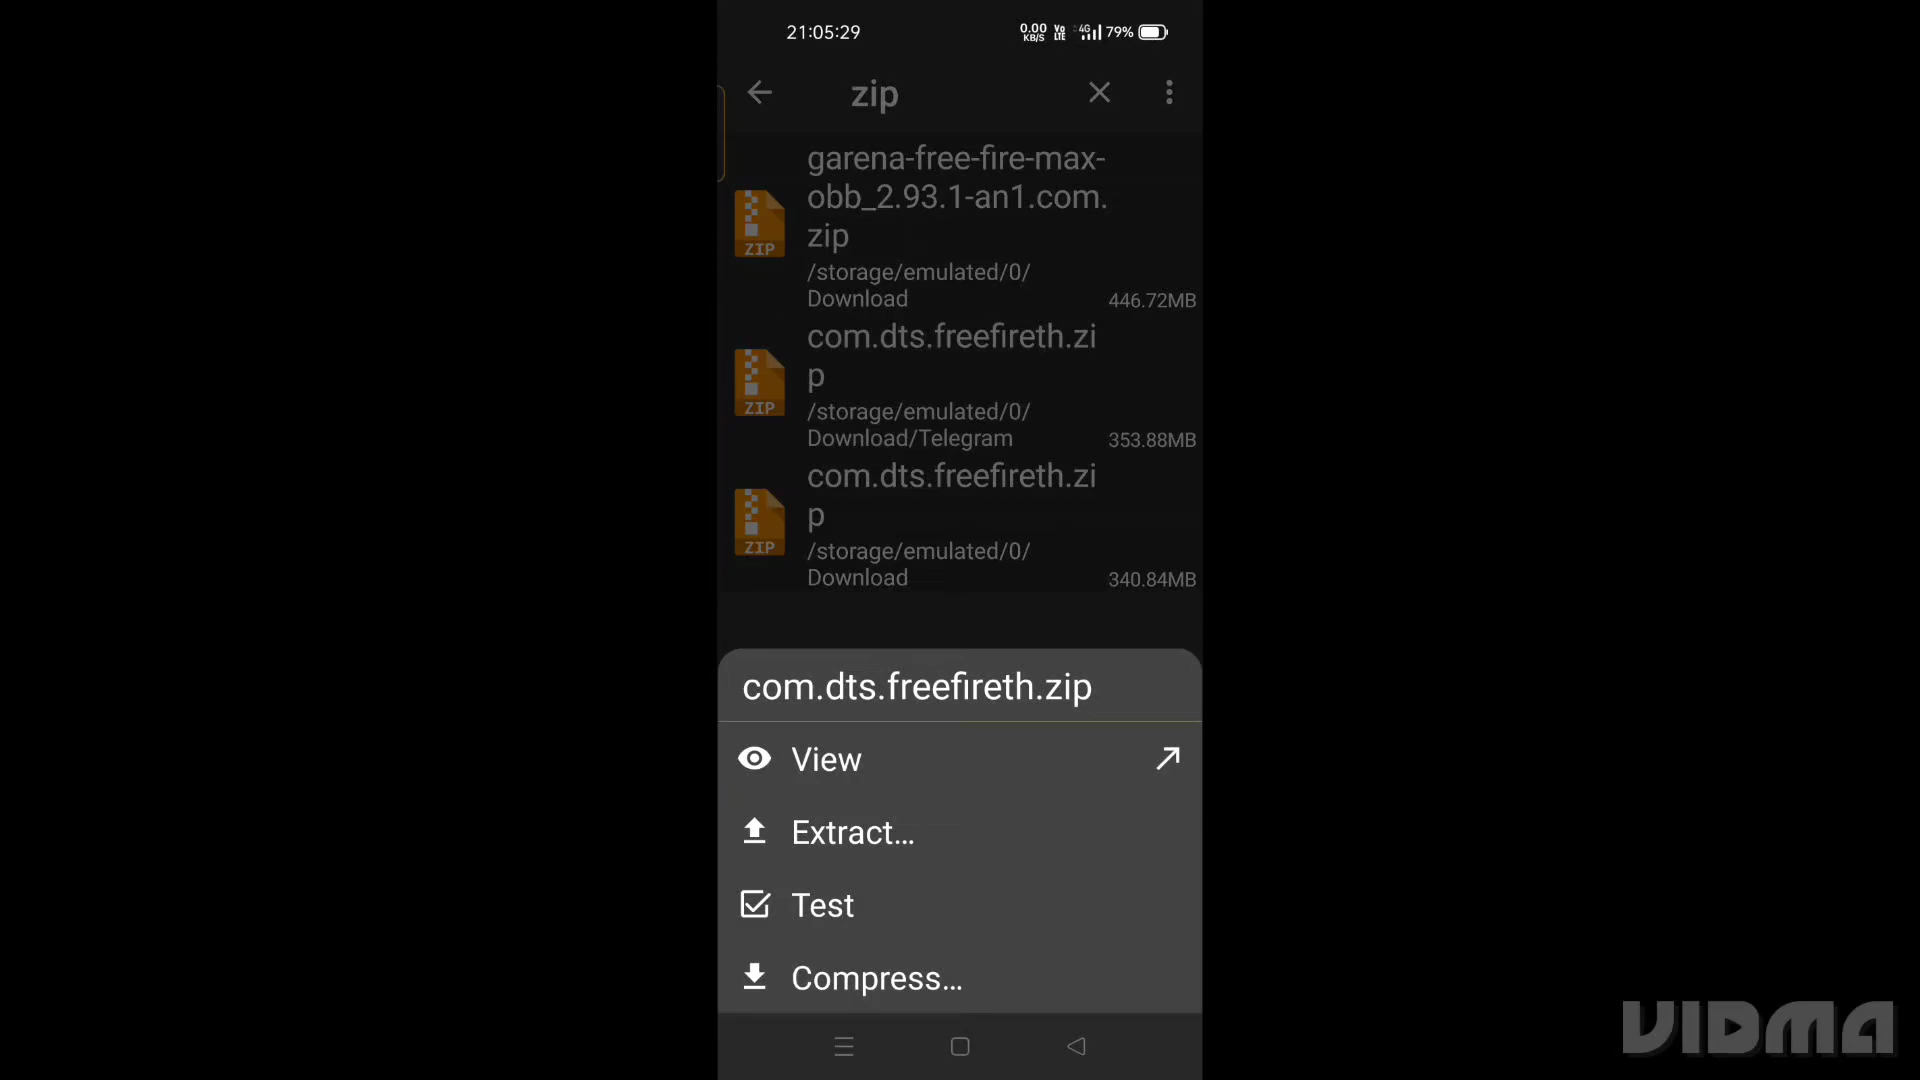 21:05:29
0.00 KB/S Vo LTE 4G 79%
zip
garena-free-fire-max-
obb_2.93.1-an1.com.
zip
ZIP
/storage/emulated/0/
Download
446.72MB
com.dts.freefireth.zi
p
ZIP
/storage/emulated/0/
Download/Telegram
353.88MB
com.dts.freefireth.zi
p
ZIP
/storage/emulated/0/
Download
340.84MB
com.dts.freefireth.zip
View
Extract...
Test
Compress...
VIDMA